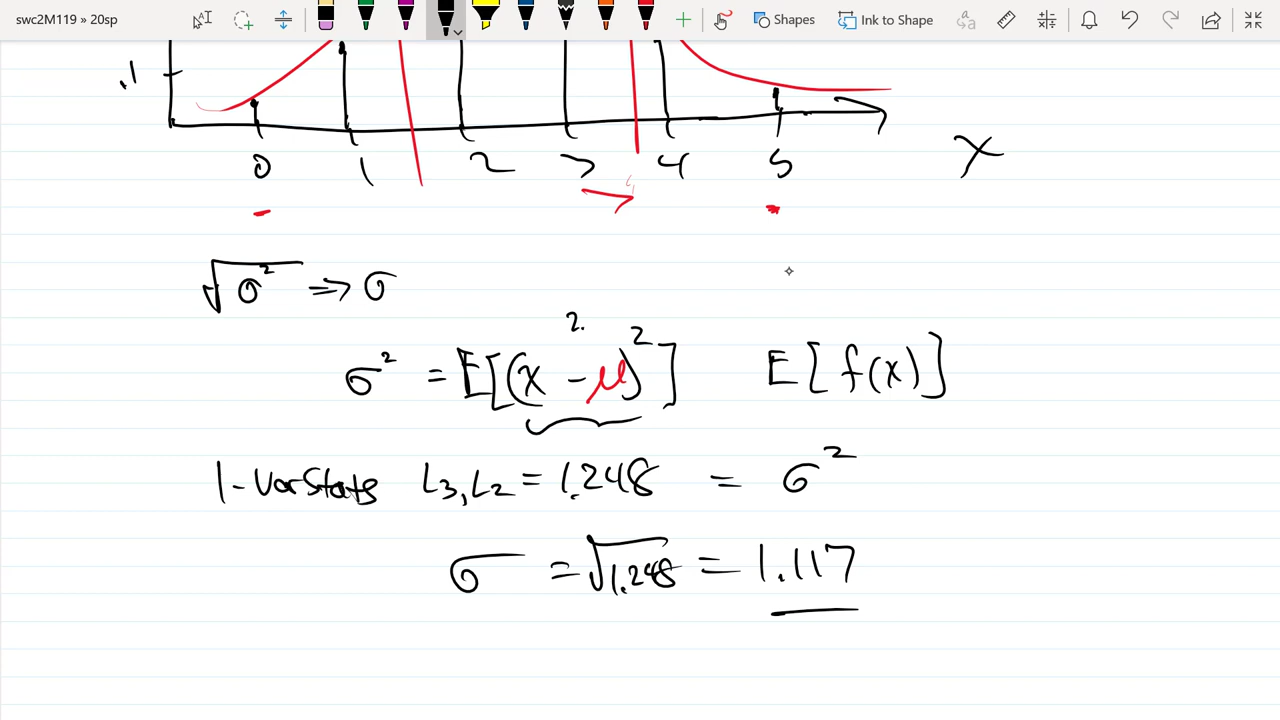 swc2M119 » 20sp
Shapes
Ink to Shape
.1
0 1 2 3 4 5 x
√σ² ⇒ σ
2.
σ² = E[(x - μ)²] E[f(x)]
1-VarStats L3,L2 = 1.248 = σ²
σ = √1.248 = 1.117